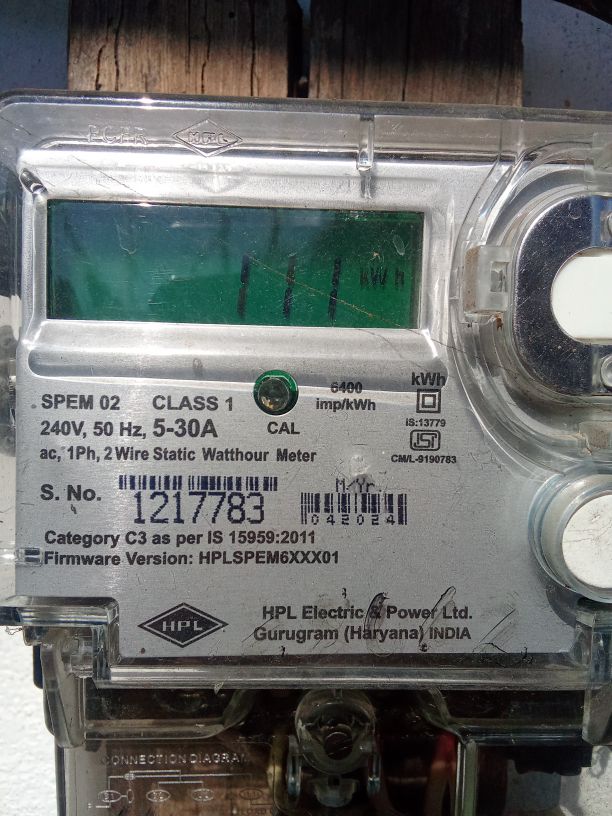 HPL
111 kWh
SPEM 02 CLASS 1
6400
imp/kWh
kWh
240V, 50 Hz, 5-30A
CAL
IS:13779
ISI
CM/L-9190783
ac, 1Ph, 2 Wire Static Watthour Meter
S. No. 1217783
M/Yr.
042024
Category C3 as per IS 15959:2011
Firmware Version: HPLSPEM6XXX01
HPL
HPL Electric & Power Ltd.
Gurugram (Haryana) INDIA
CONNECTION DIAGRAM